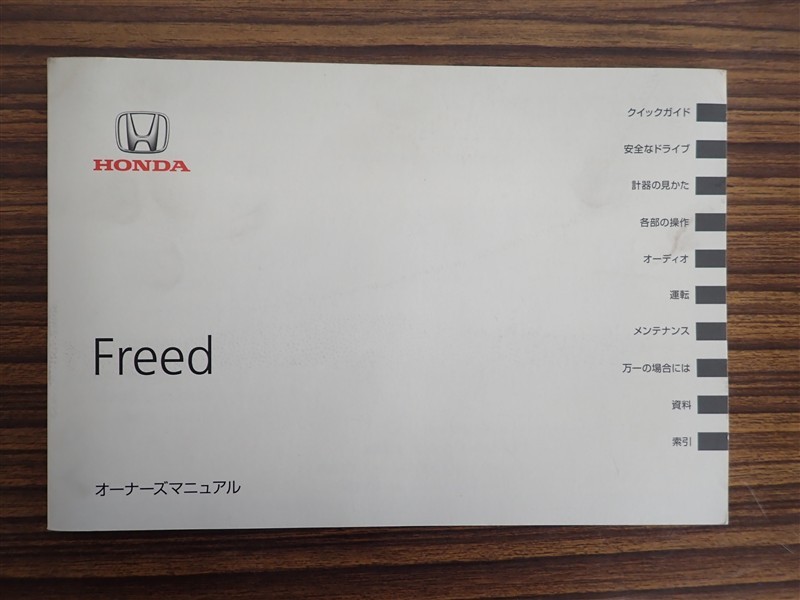 HONDA
クイックガイド
安全なドライブ
計器の見かた
各部の操作
オーディオ
運転
メンテナンス
万一の場合には
資料
索引
Freed
オーナーズマニュアル